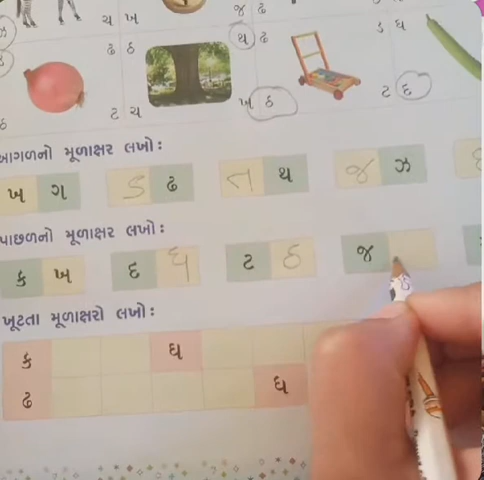 ચ ખ જ ઢ
ઢ ઠ થ ઢ ડ ધ
ઠ ટ ચ ખ ઠ ટ દ
આગળનો મૂળાક્ષર લખો:
ખ ગ ડ ઢ ત થ જ ઝ
પાછળનો મૂળાક્ષર લખો:
ક ખ દ ધ ટ ઠ જ
ખૂટતા મૂળાક્ષરો લખો:
ક ઘ
ઢ ધ